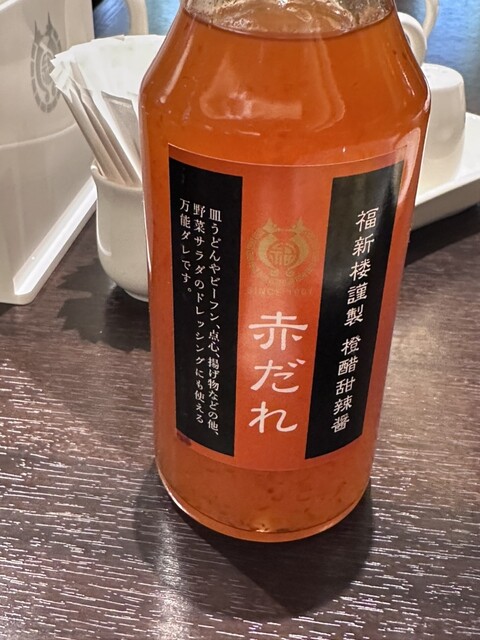 福新楼謹製 橙醋甜辣醤
赤だれ
SINCE 1904
皿うどんやビーフン、点心、揚げ物などの他、
野菜サラダのドレッシングにも使える
万能ダレです。